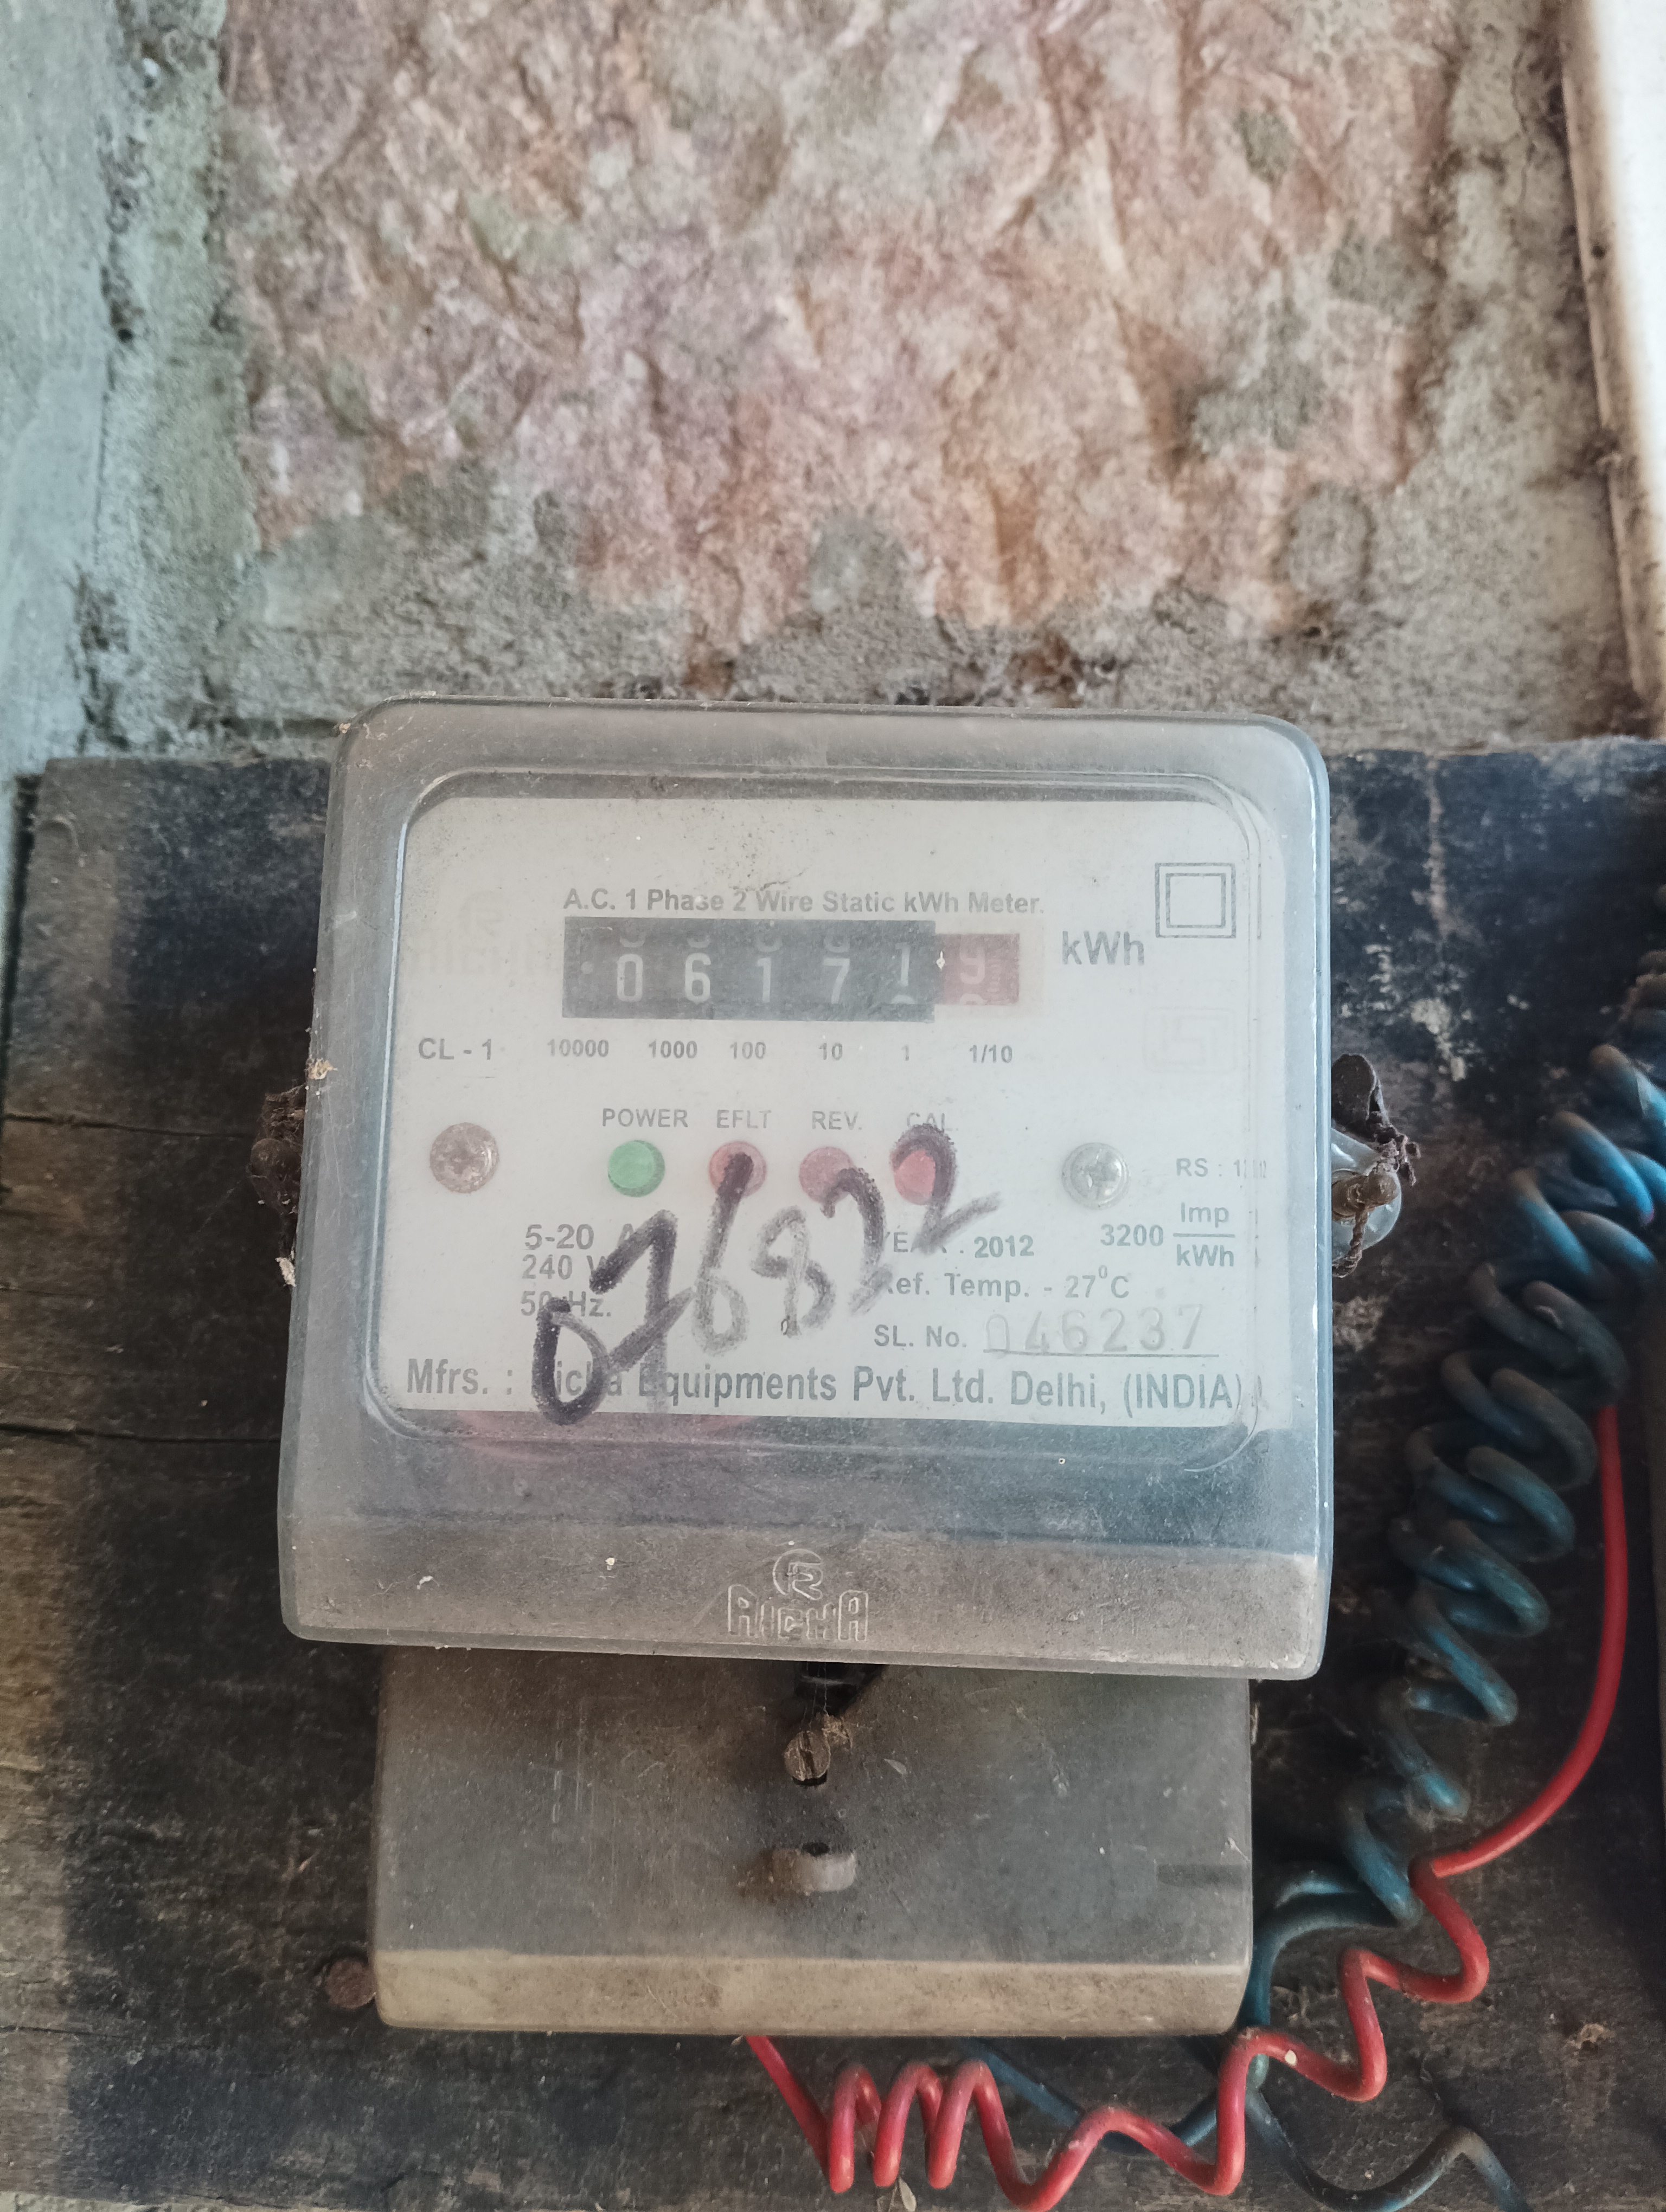 A.C. 1 Phase 2 Wire Static kWh Meter.
0 6 1 7 1 9 kWh
CL - 1 10000 1000 100 10 1 1/10
POWER EFLT REV. CAL
RS :
5-20 A
240 V
50 Hz.
076822
YEAR . 2012
3200 Imp
kWh
Ref. Temp. - 27°C
SL. No. 046237
Mfrs. : Equipments Pvt. Ltd. Delhi, (INDIA)
R
RICHA